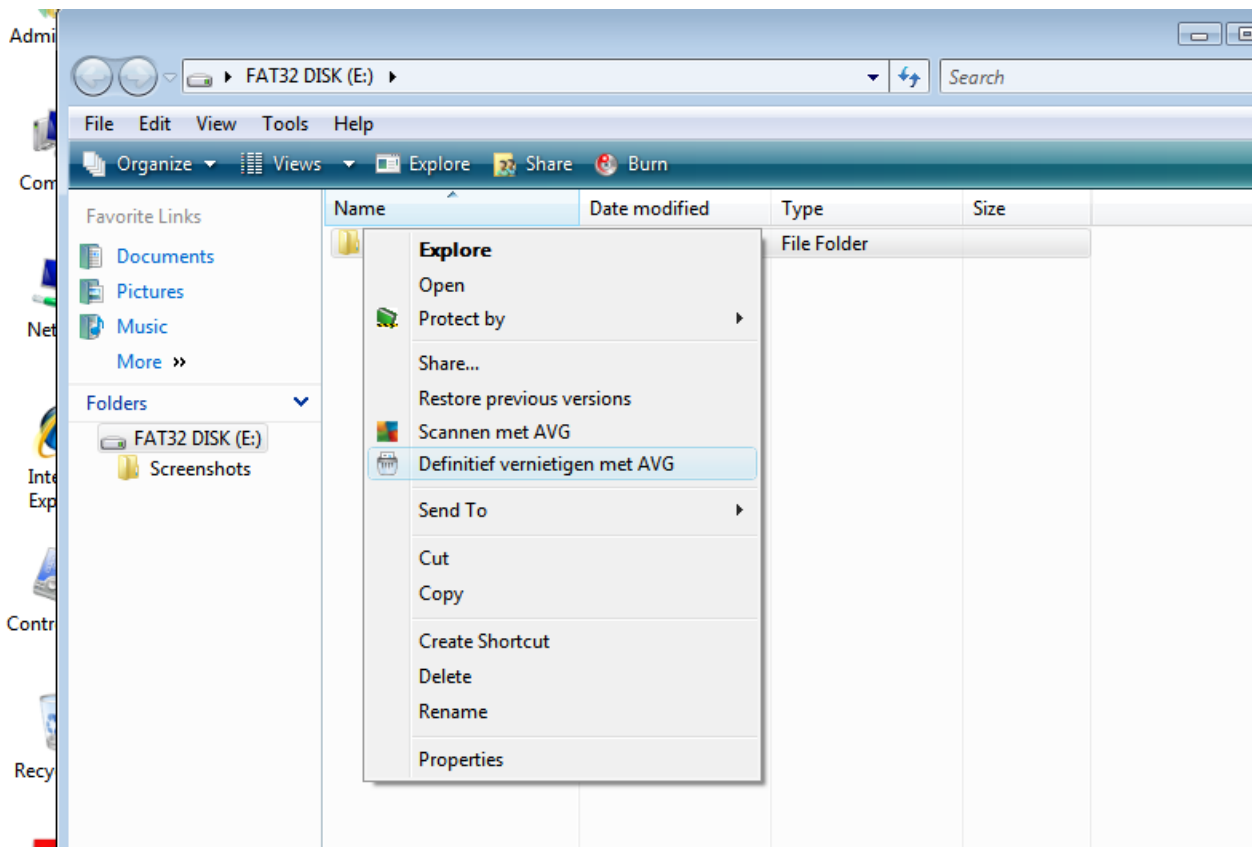 Admi
FAT32 DISK (E:)
Search
File Edit View Tools Help
Organize Views Explore Share Burn
Com
Favorite Links
Name Date modified Type Size
File Folder
Documents
Pictures
Music
More »
Net
Folders
FAT32 DISK (E:)
Screenshots
Inte
Exp
Contr
Recy
Explore
Open
Protect by
Share...
Restore previous versions
Scannen met AVG
Definitief vernietigen met AVG
Send To
Cut
Copy
Create Shortcut
Delete
Rename
Properties